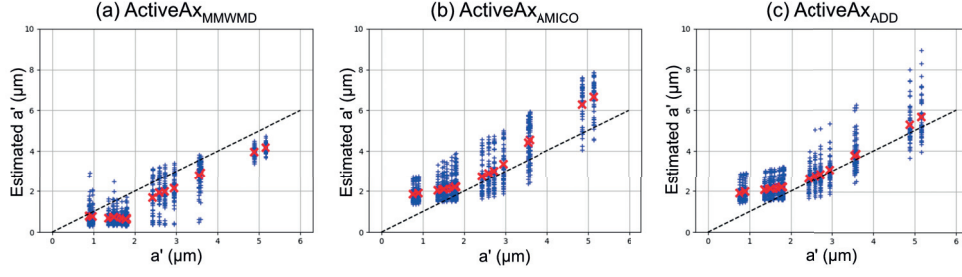 (a) ActiveAxMMWMD
(b) ActiveAxAMICO
(c) ActiveAxADD
Estimated a' (μm)
10
8
6
4
2
0
0 1 2 3 4 5 6
a' (μm)
Estimated a' (μm)
10
8
6
4
2
0
0 1 2 3 4 5 6
a' (μm)
Estimated a' (μm)
10
8
6
4
2
0
0 1 2 3 4 5 6
a' (μm)